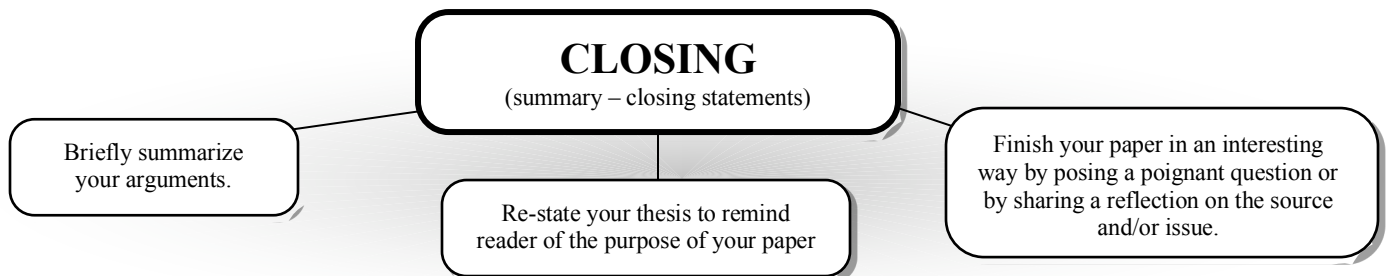 CLOSING
(summary – closing statements)
Briefly summarize
your arguments.
Re-state your thesis to remind
reader of the purpose of your paper
Finish your paper in an interesting
way by posing a poignant question or
by sharing a reflection on the source
and/or issue.